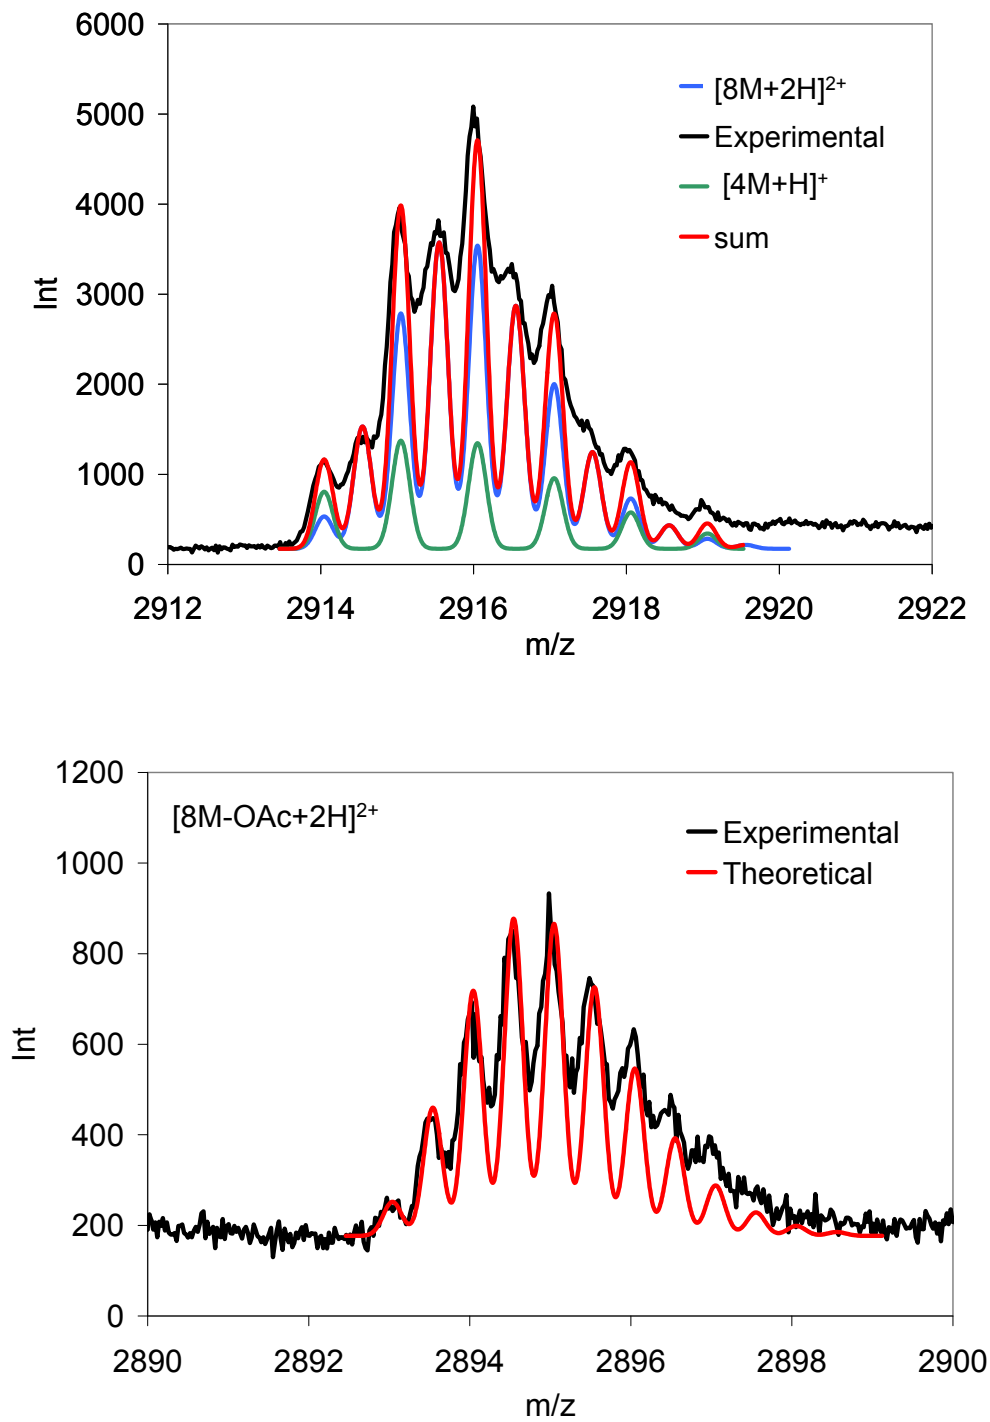 6000
5000
4000
3000
2000
1000
0
Int
[8M+2H]²⁺
Experimental
[4M+H]⁺
sum
2912 2914 2916 2918 2920 2922
m/z
1200
1000
800
600
400
200
0
Int
[8M-OAc+2H]²⁺
Experimental
Theoretical
2890 2892 2894 2896 2898 2900
m/z